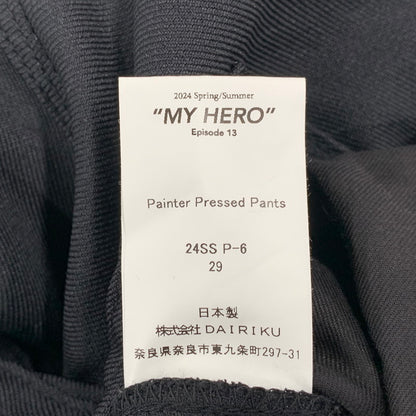 2024 Spring/Summer
“MY HERO”
Episode 13
Painter Pressed Pants
24SS P-6
29
日本製
株式会社 DAIRIKU
奈良県奈良市東九条町297-31